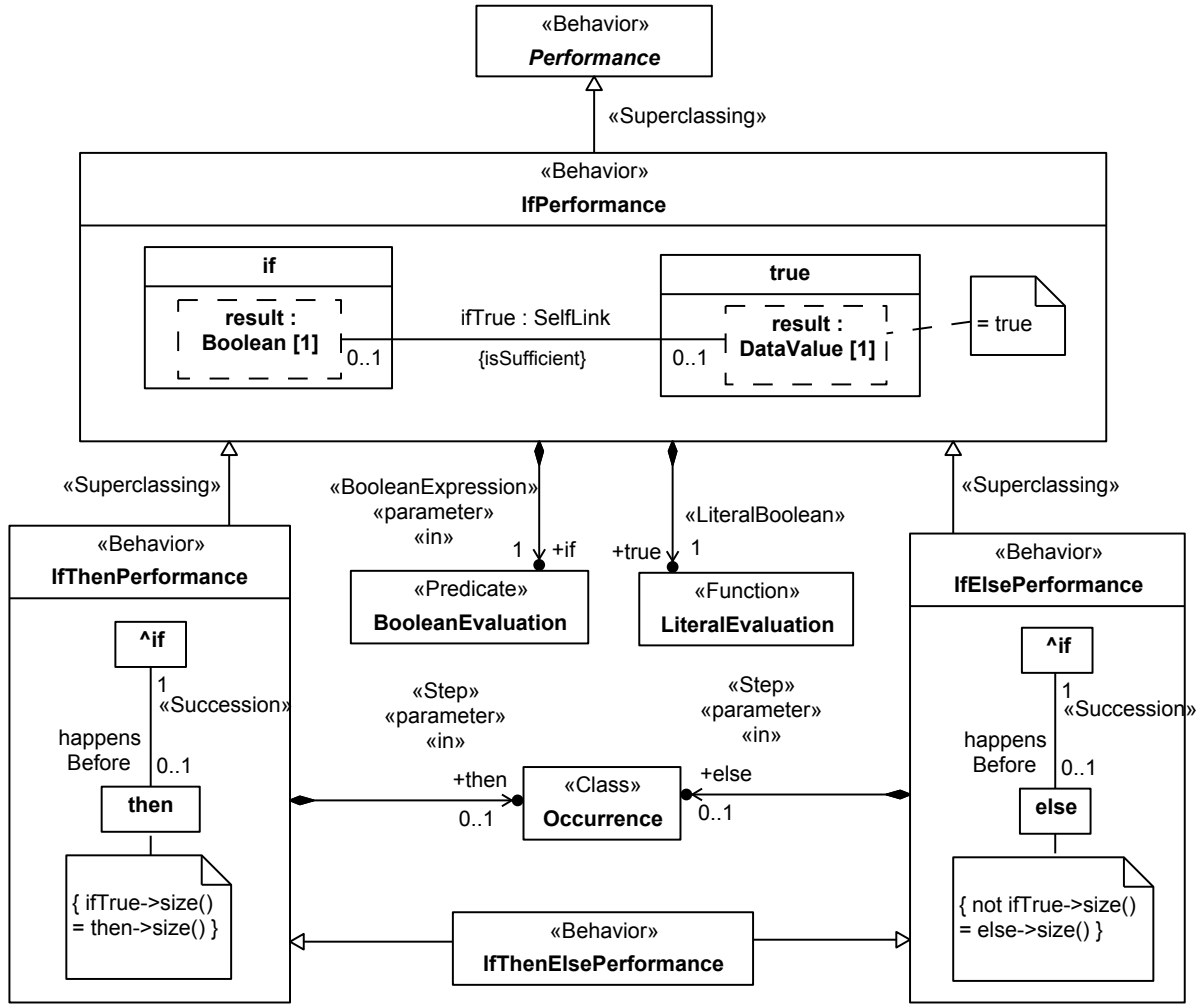 «Behavior»
Performance
«Superclassing»
«Behavior»
IfPerformance
if
result :
Boolean [1]
0..1
ifTrue : SelfLink
{isSufficient}
true
result :
DataValue [1]
0..1
= true
«Superclassing»
«BooleanExpression»
«parameter»
«in»
1
+if
«LiteralBoolean»
+true
1
«Superclassing»
«Behavior»
IfThenPerformance
^if
1
«Succession»
happens
Before
0..1
then
{ ifTrue->size()
= then->size() }
«Predicate»
BooleanEvaluation
«Function»
LiteralEvaluation
«Step»
«parameter»
«in»
+then
0..1
«Class»
Occurrence
«Step»
«parameter»
«in»
+else
0..1
«Behavior»
IfElsePerformance
^if
1
«Succession»
happens
Before
0..1
else
{ not ifTrue->size()
= else->size() }
«Behavior»
IfThenElsePerformance